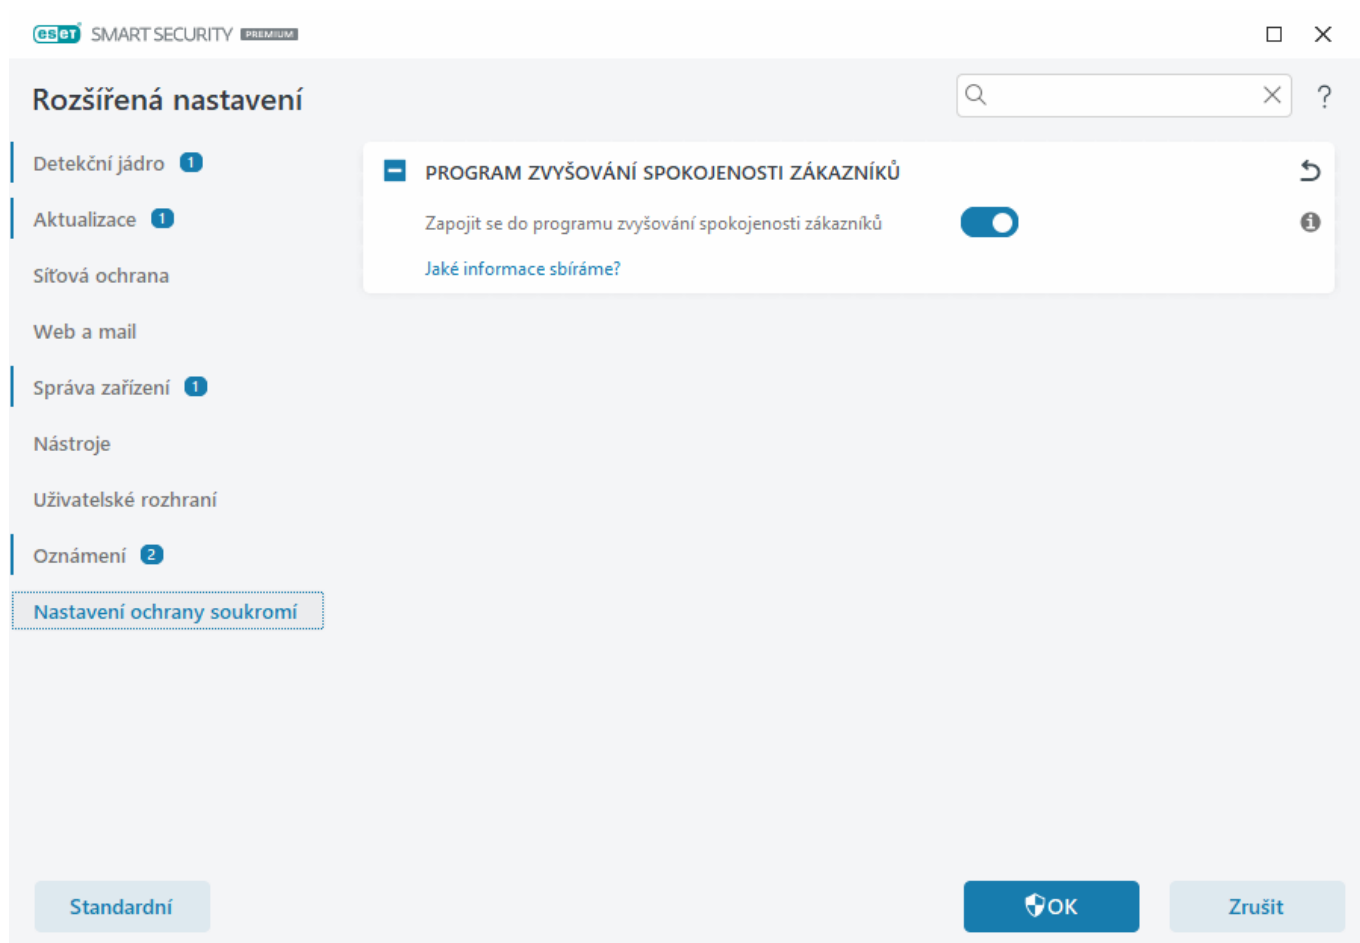 eseT SMART SECURITY PREMIUM
Rozšířená nastavení
?
Detekční jádro 1
Aktualizace 1
Síťová ochrana
Web a mail
Správa zařízení 1
Nástroje
Uživatelské rozhraní
Oznámení 2
Nastavení ochrany soukromí
PROGRAM ZVYŠOVÁNÍ SPOKOJENOSTI ZÁKAZNÍKŮ
Zapojit se do programu zvyšování spokojenosti zákazníků
Jaké informace sbíráme?
Standardní
OK
Zrušit